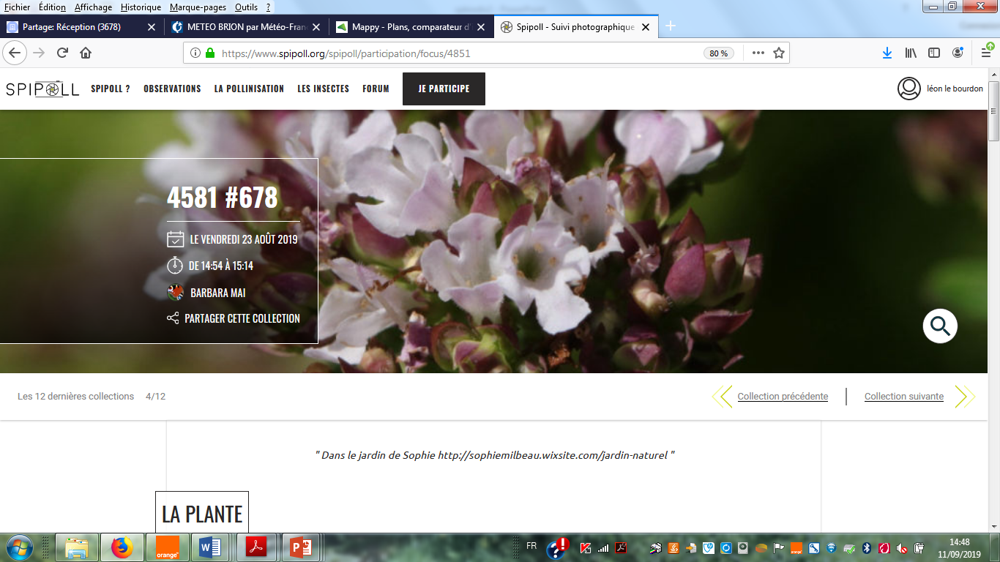 Fichier Édition Affichage Historique Marque-pages Outils ?
Partage: Réception (3678) METEO BRION par Météo-Fran Mappy - Plans, comparateur d' Spipoll - Suivi photographique
https://www.spipoll.org/spipoll/participation/focus/4851 80 %
SPIPOLL SPIPOLL ? OBSERVATIONS LA POLLINISATION LES INSECTES FORUM JE PARTICIPE léon le bourdon
4581 #678
LE VENDREDI 23 AOÛT 2019
DE 14:54 À 15:14
BARBARA MAI
PARTAGER CETTE COLLECTION
Les 12 dernières collections 4/12 Collection précédente Collection suivante
" Dans le jardin de Sophie http://sophiemilbeau.wixsite.com/jardin-naturel "
LA PLANTE
orange FR 14:48
11/09/2019